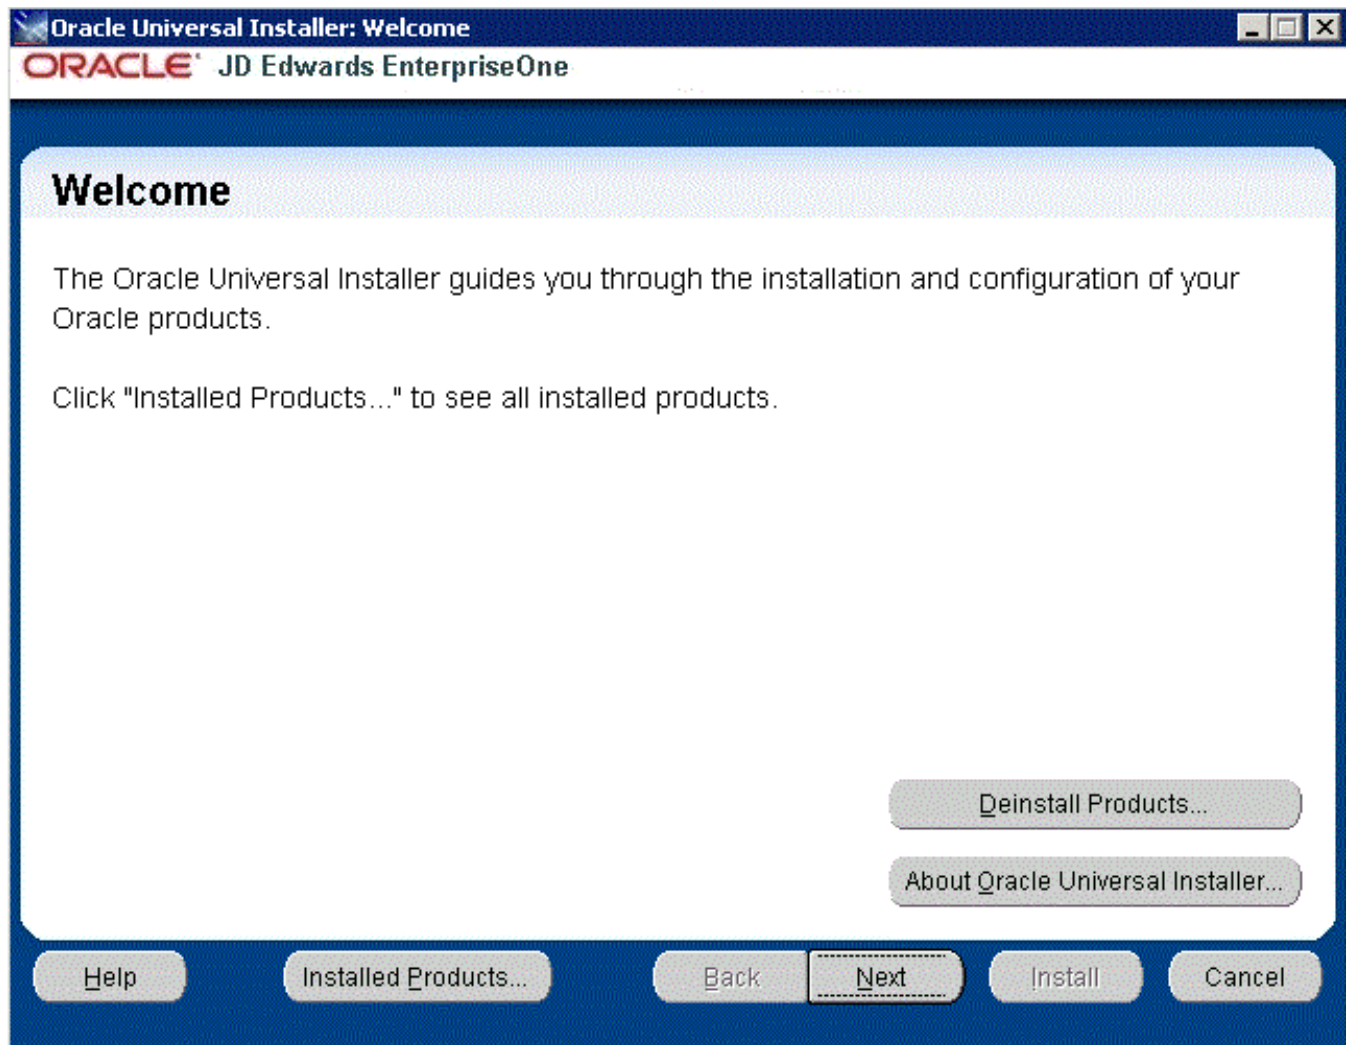 Oracle Universal Installer: Welcome
ORACLE JD Edwards EnterpriseOne
Welcome
The Oracle Universal Installer guides you through the installation and configuration of your
Oracle products.
Click "Installed Products..." to see all installed products.
Deinstall Products...
About Oracle Universal Installer...
Help Installed Products... Back Next Install Cancel